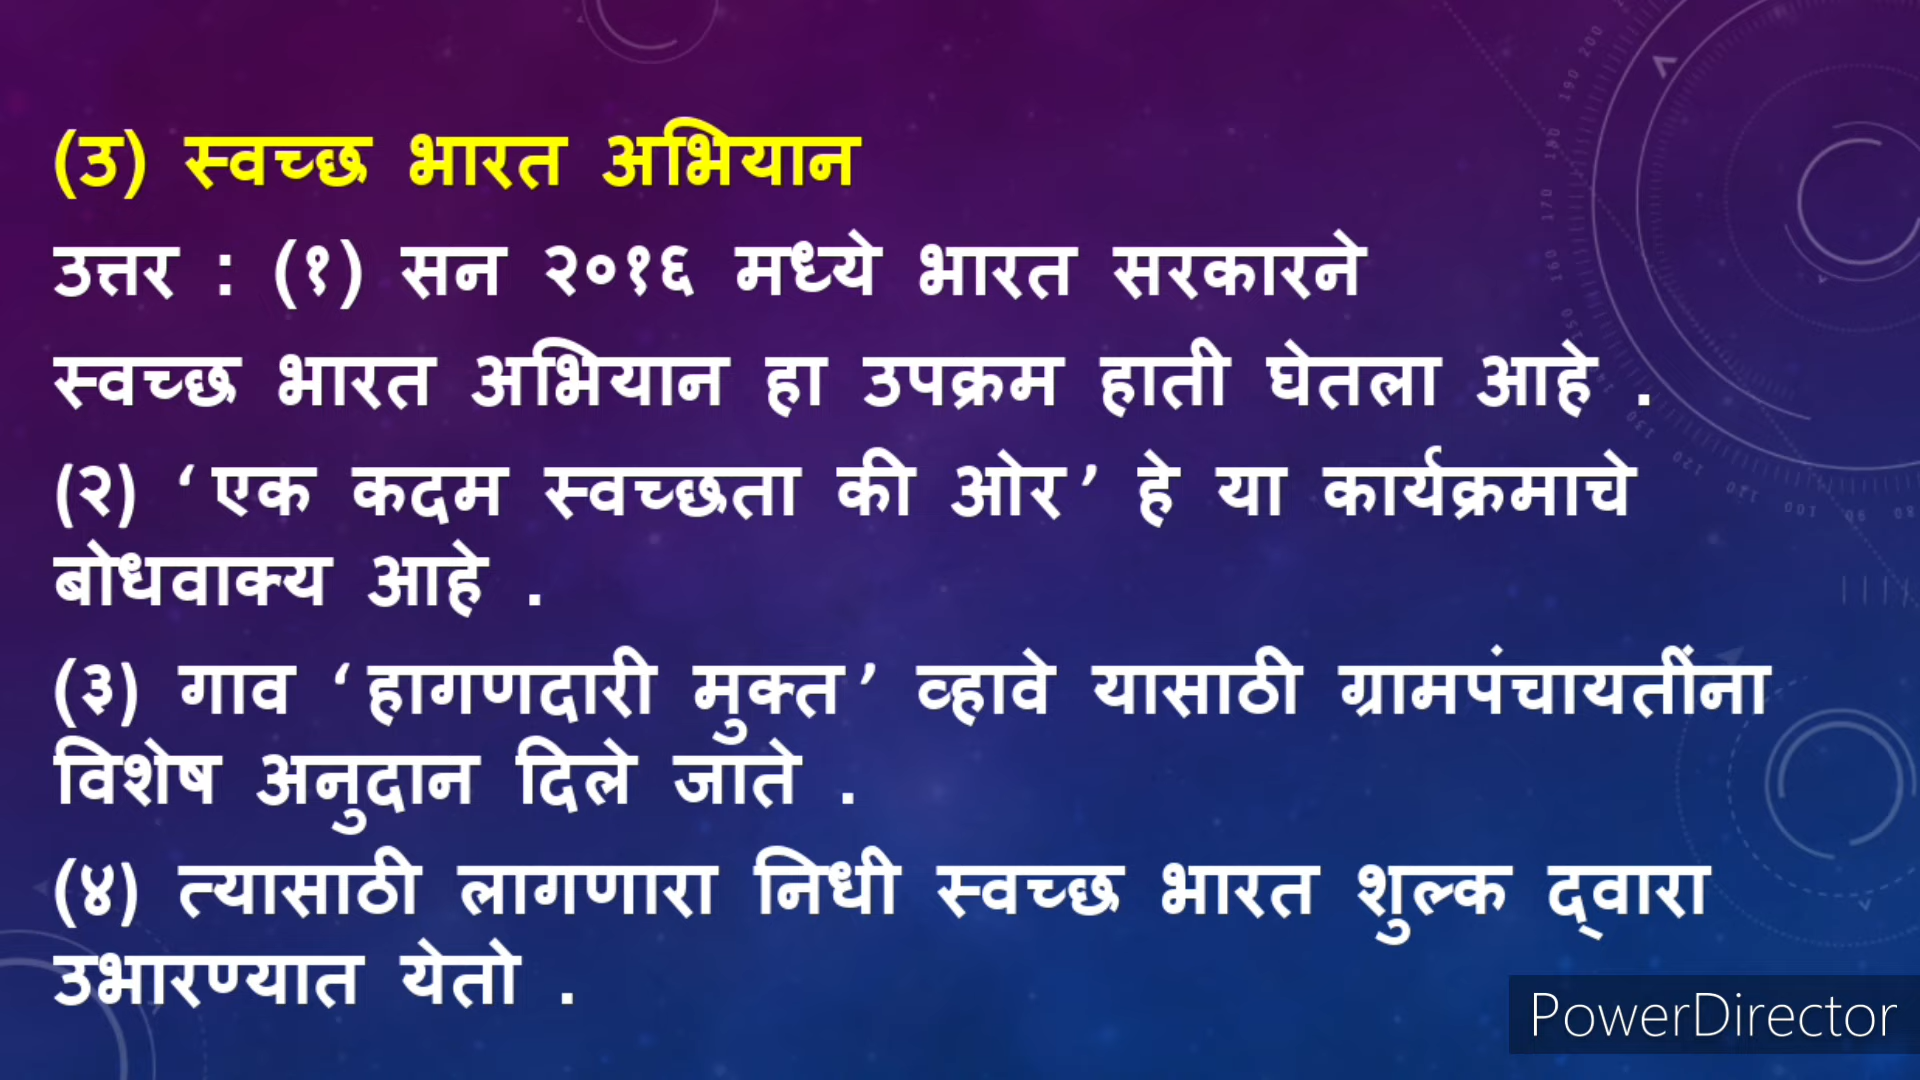 (उ) स्वच्छ भारत अभियान
उत्तर : (१) सन २०१६ मध्ये भारत सरकारने
स्वच्छ भारत अभियान हा उपक्रम हाती घेतला आहे .
(२) ‘एक कदम स्वच्छता की ओर’ हे या कार्यक्रमाचे
बोधवाक्य आहे .
(३) गाव ‘हागणदारी मुक्त’ व्हावे यासाठी ग्रामपंचायतींना
विशेष अनुदान दिले जाते .
(४) त्यासाठी लागणारा निधी स्वच्छ भारत शुल्क द्‌वारा
उभारण्यात येतो .
PowerDirector